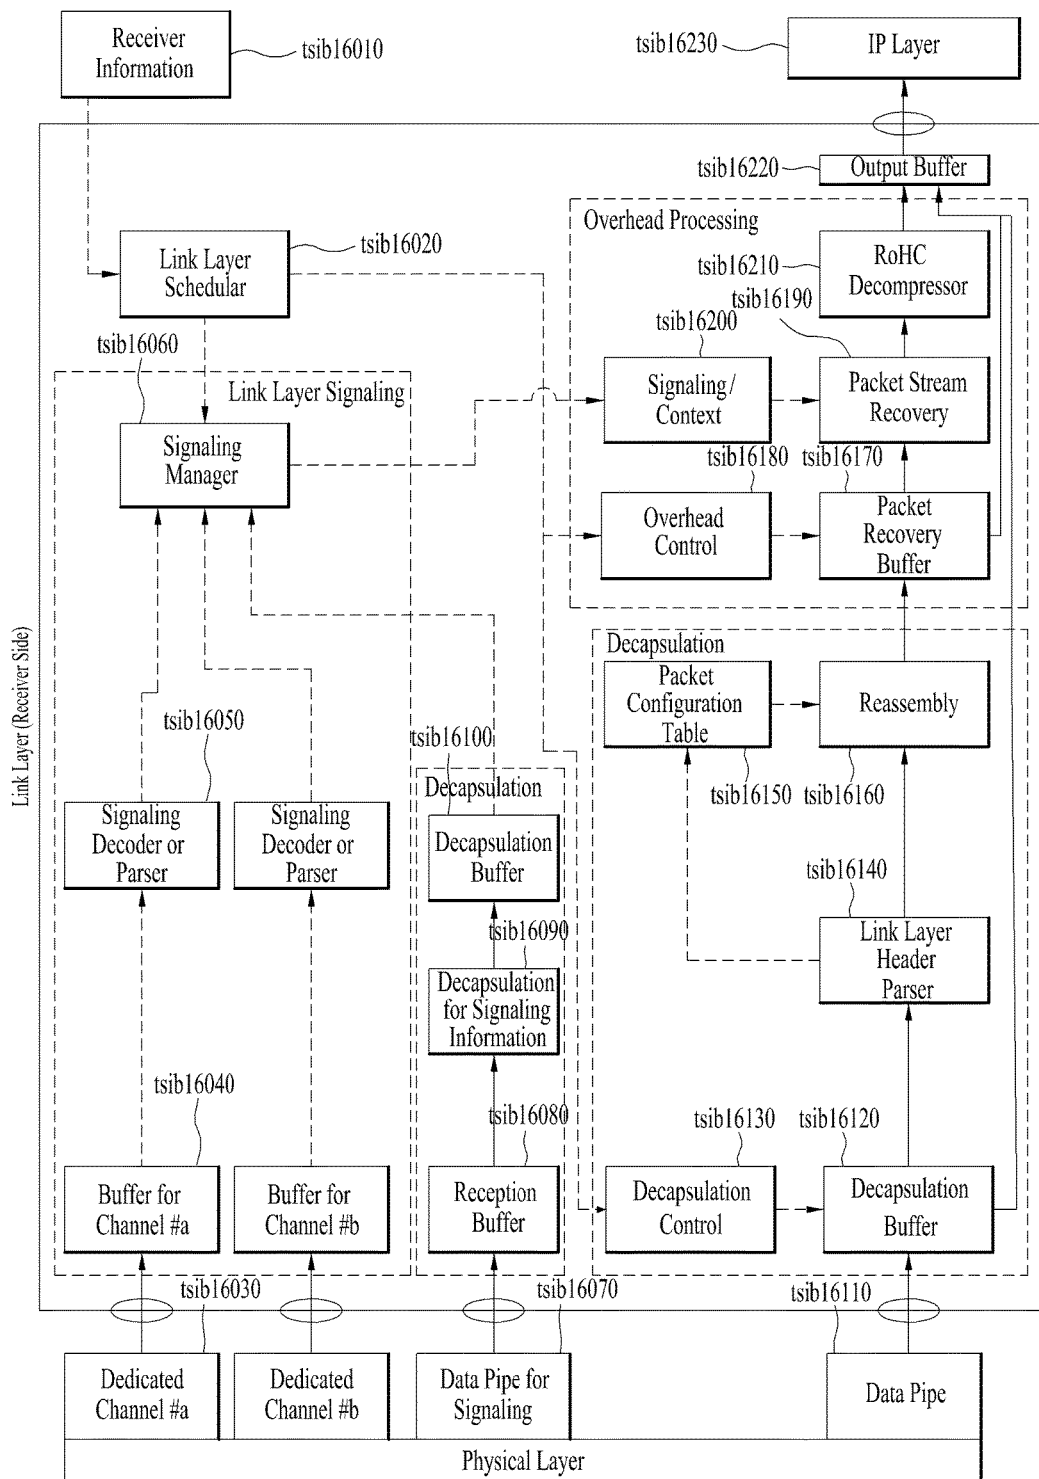 Receiver
Information
tsib16010
tsib16230
IP Layer
tsib16220
Output Buffer
Overhead Processing
Link Layer
Schedular
tsib16020
tsib16210
RoHC
Decompressor
tsib16190
tsib16200
tsib16060
Link Layer Signaling
Signaling
Manager
Signaling /
Context
Packet Stream
Recovery
tsib16180
tsib16170
Overhead
Control
Packet
Recovery
Buffer
Link Layer (Receiver Side)
Decapsulation
Packet
Configuration
Table
Reassembly
tsib16050
tsib16100
tsib16150
tsib16160
Decapsulation
Signaling
Decoder or
Parser
Signaling
Decoder or
Parser
Decapsulation
Buffer
tsib16140
tsib16090
Link Layer
Header
Parser
Decapsulation
for Signaling
Information
tsib16040
tsib16080
tsib16130
tsib16120
Buffer for
Channel #a
Buffer for
Channel #b
Reception
Buffer
Decapsulation
Control
Decapsulation
Buffer
tsib16030
tsib16070
tsib16110
Dedicated
Channel #a
Dedicated
Channel #b
Data Pipe for
Signaling
Data Pipe
Physical Layer